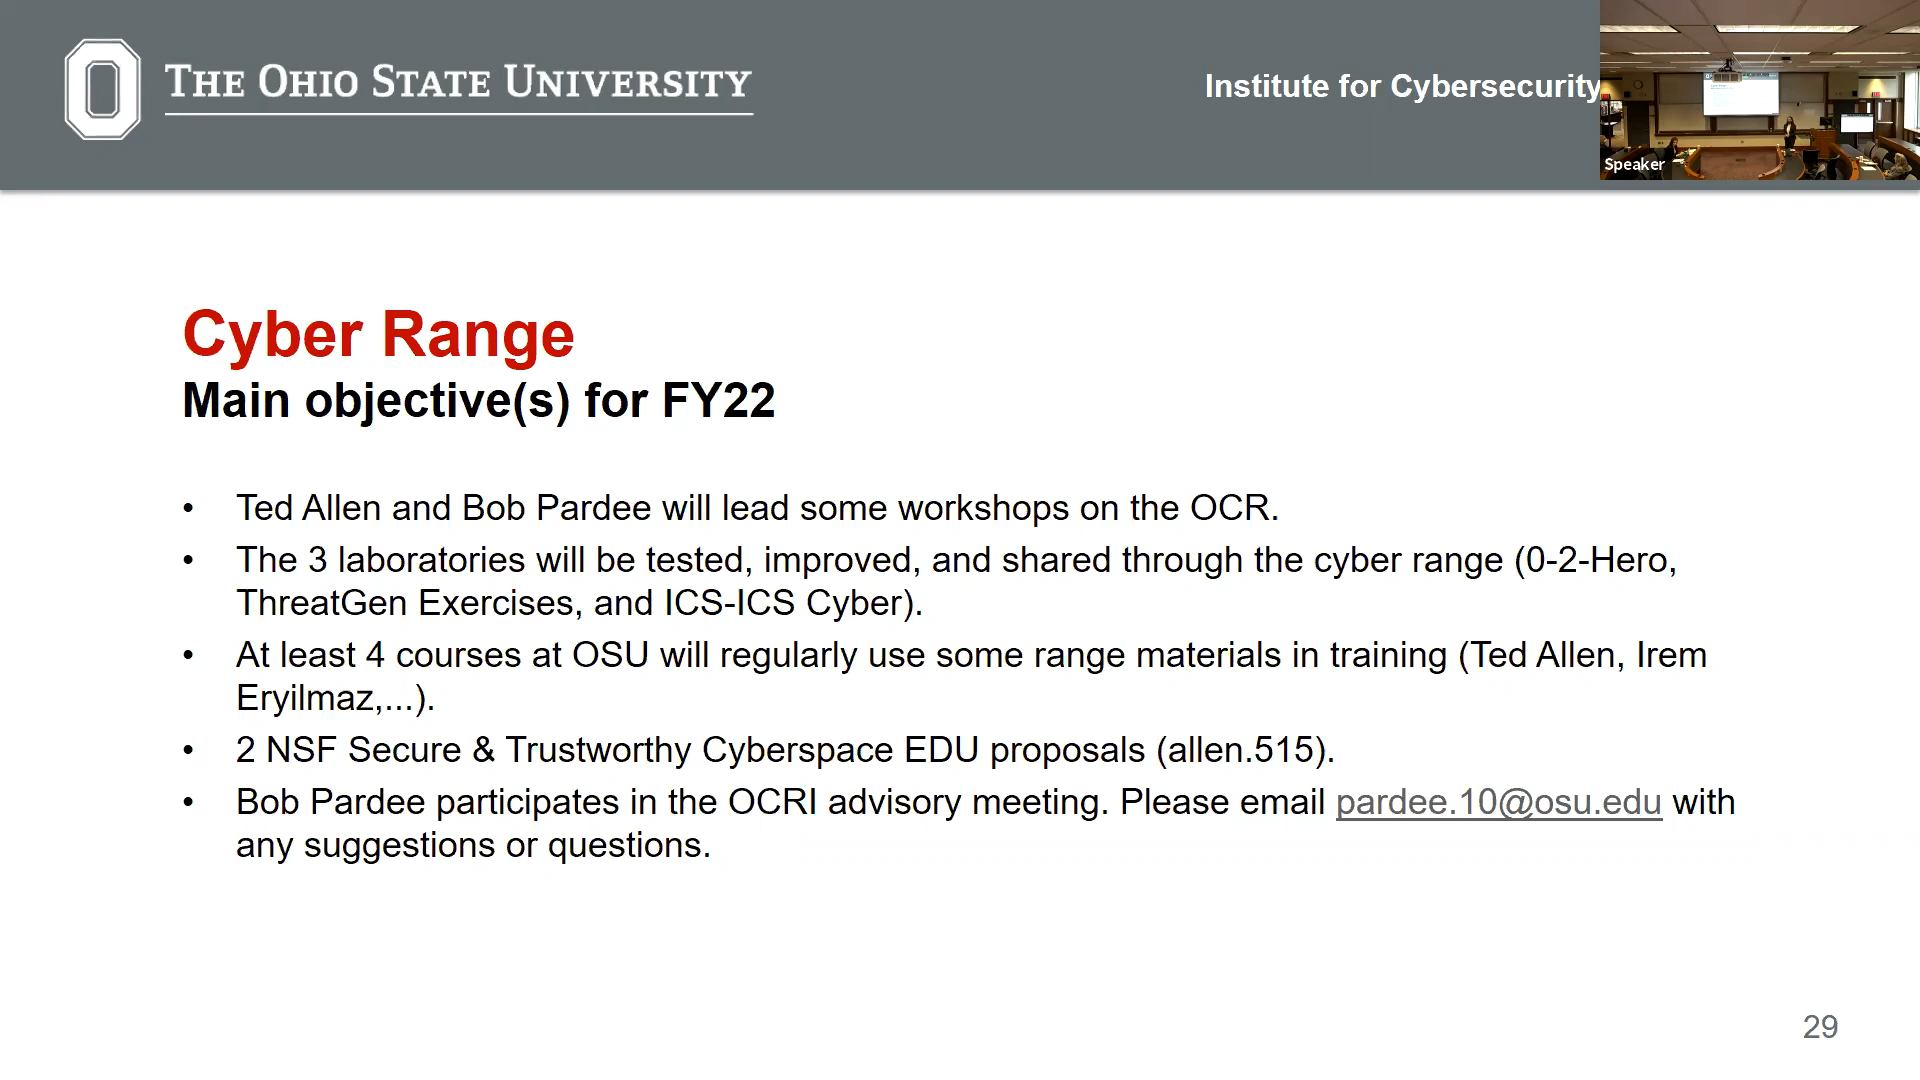 THE OHIO STATE UNIVERSITY
Institute for Cybersecurity
Speaker
Cyber Range
Main objective(s) for FY22
• Ted Allen and Bob Pardee will lead some workshops on the OCR.
• The 3 laboratories will be tested, improved, and shared through the cyber range (0-2-Hero,
ThreatGen Exercises, and ICS-ICS Cyber).
• At least 4 courses at OSU will regularly use some range materials in training (Ted Allen, Irem
Eryilmaz,...).
• 2 NSF Secure & Trustworthy Cyberspace EDU proposals (allen.515).
• Bob Pardee participates in the OCRI advisory meeting. Please email pardee.10@osu.edu with
any suggestions or questions.
29